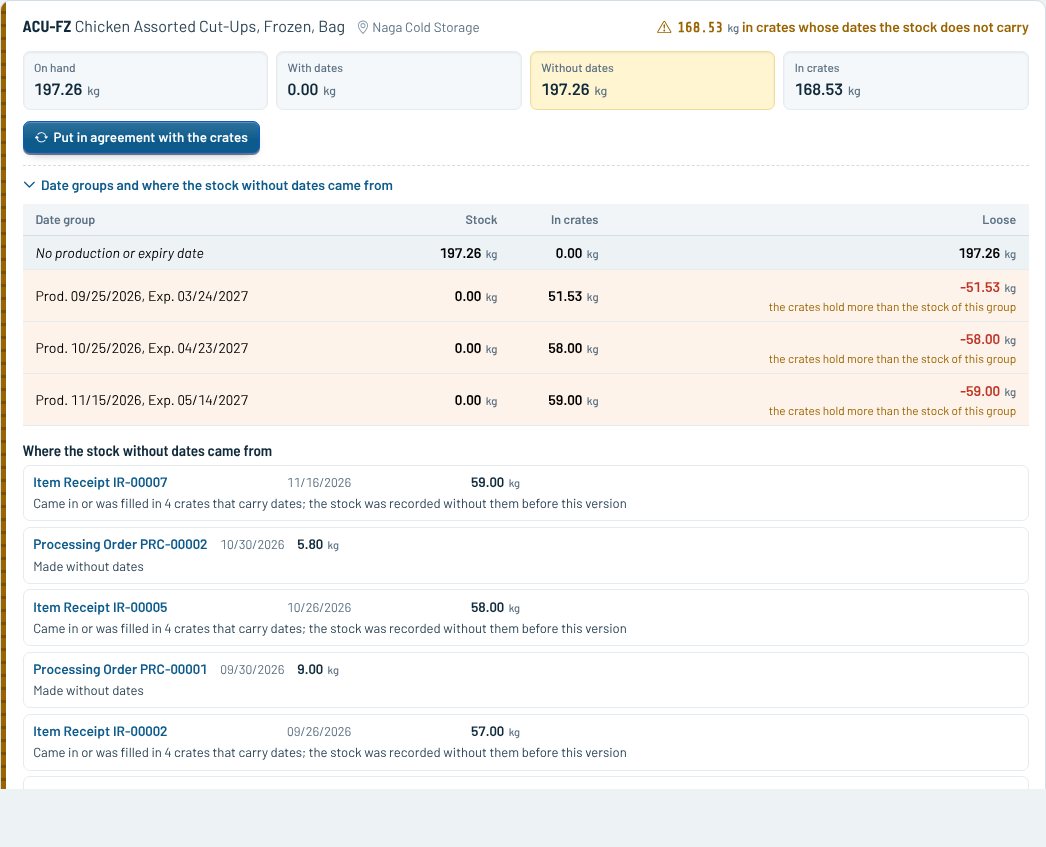 ACU-FZ Chicken Assorted Cut-Ups, Frozen, Bag Naga Cold Storage 168.53 kg in crates whose dates the stock does not carry
On hand
197.26 kg
With dates
0.00 kg
Without dates
197.26 kg
In crates
168.53 kg
Put in agreement with the crates
Date groups and where the stock without dates came from
Date group Stock In crates Loose
No production or expiry date 197.26 kg 0.00 kg 197.26 kg
Prod. 09/25/2026, Exp. 03/24/2027 0.00 kg 51.53 kg -51.53 kg
the crates hold more than the stock of this group
Prod. 10/25/2026, Exp. 04/23/2027 0.00 kg 58.00 kg -58.00 kg
the crates hold more than the stock of this group
Prod. 11/15/2026, Exp. 05/14/2027 0.00 kg 59.00 kg -59.00 kg
the crates hold more than the stock of this group
Where the stock without dates came from
Item Receipt IR-00007 11/16/2026 59.00 kg
Came in or was filled in 4 crates that carry dates; the stock was recorded without them before this version
Processing Order PRC-00002 10/30/2026 5.80 kg
Made without dates
Item Receipt IR-00005 10/26/2026 58.00 kg
Came in or was filled in 4 crates that carry dates; the stock was recorded without them before this version
Processing Order PRC-00001 09/30/2026 9.00 kg
Made without dates
Item Receipt IR-00002 09/26/2026 57.00 kg
Came in or was filled in 4 crates that carry dates; the stock was recorded without them before this version